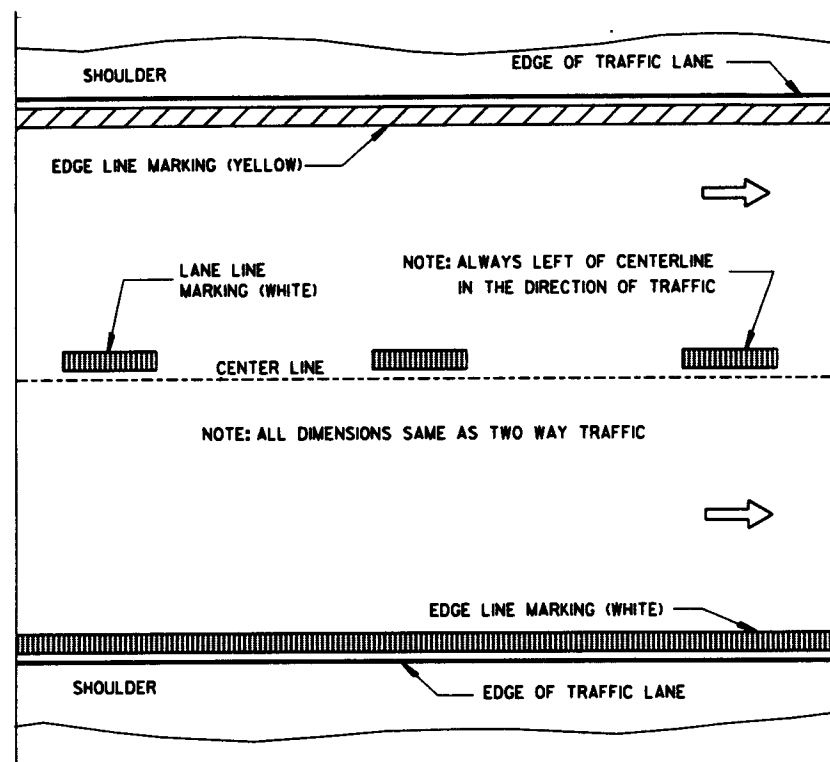 EDGE OF TRAFFIC LANE
SHOULDER
EDGE LINE MARKING (YELLOW)
LANE LINE
MARKING (WHITE)
NOTE: ALWAYS LEFT OF CENTERLINE
IN THE DIRECTION OF TRAFFIC
CENTER LINE
NOTE: ALL DIMENSIONS SAME AS TWO WAY TRAFFIC
EDGE LINE MARKING (WHITE)
SHOULDER
EDGE OF TRAFFIC LANE